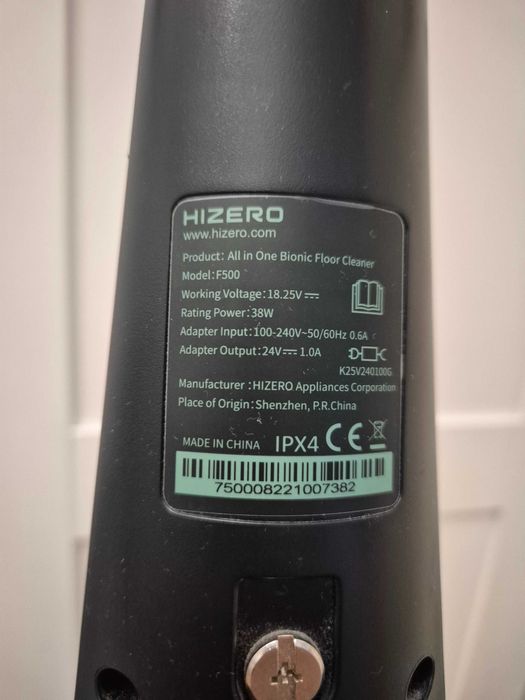 HIZERO
www.hizero.com
Product: All in One Bionic Floor Cleaner
Model:F500
Working Voltage:18.25V⎓
Rating Power:38W
Adapter Input:100-240V~50/60Hz 0.6A
Adapter Output:24V⎓1.0A
K25V240100G
Manufacturer:HIZERO Appliances Corporation
Place of Origin:Shenzhen, P.R.China
MADE IN CHINA IPX4 CE
750008221007382